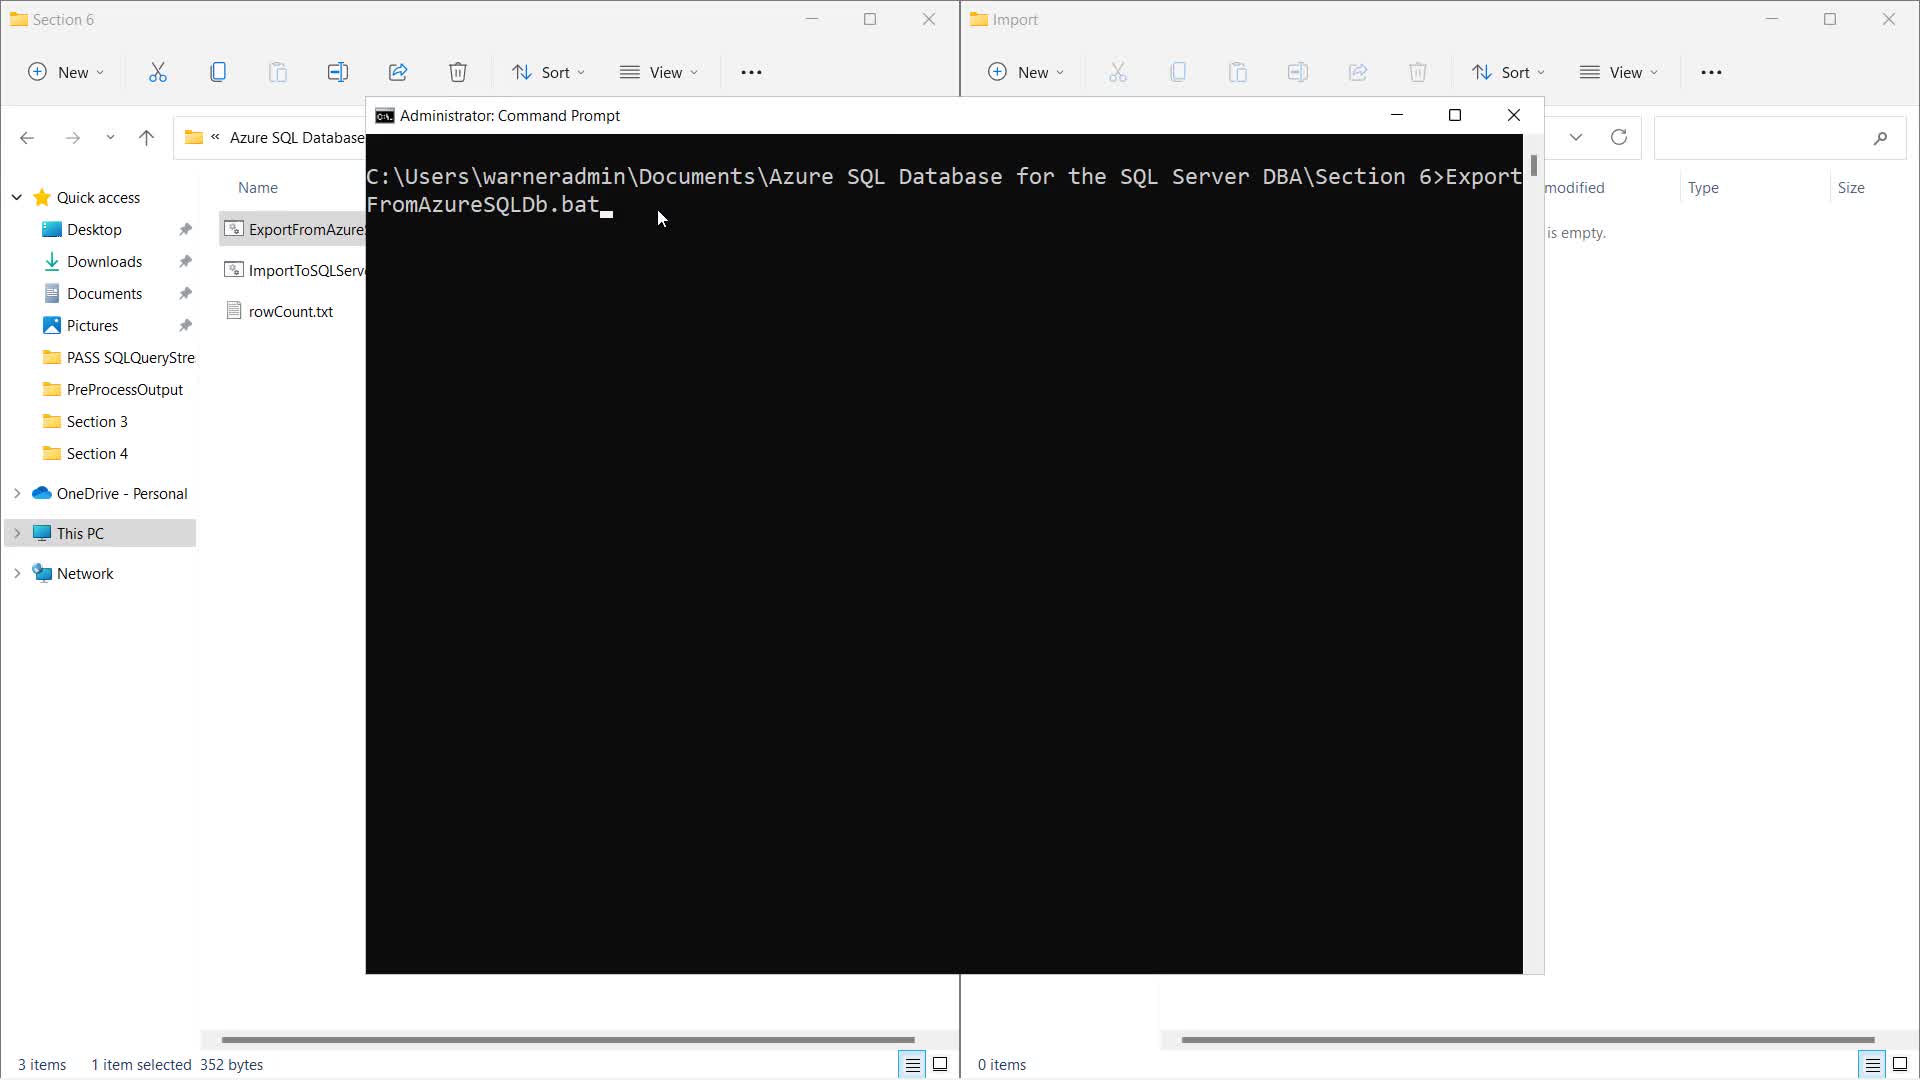 Section 6
New
Sort
View
Azure SQL Database
Quick access
Desktop
Downloads
Documents
Pictures
PASS SQLQueryStre
PreProcessOutput
Section 3
Section 4
OneDrive - Personal
This PC
Network
Name
ExportFromAzure
ImportToSQLServ
rowCount.txt
3 items 1 item selected 352 bytes
Import
New
Sort
View
modified Type Size
is empty.
0 items
Administrator: Command Prompt
C:\Users\warneradmin\Documents\Azure SQL Database for the SQL Server DBA\Section 6>Export
FromAzureSQLDb.bat